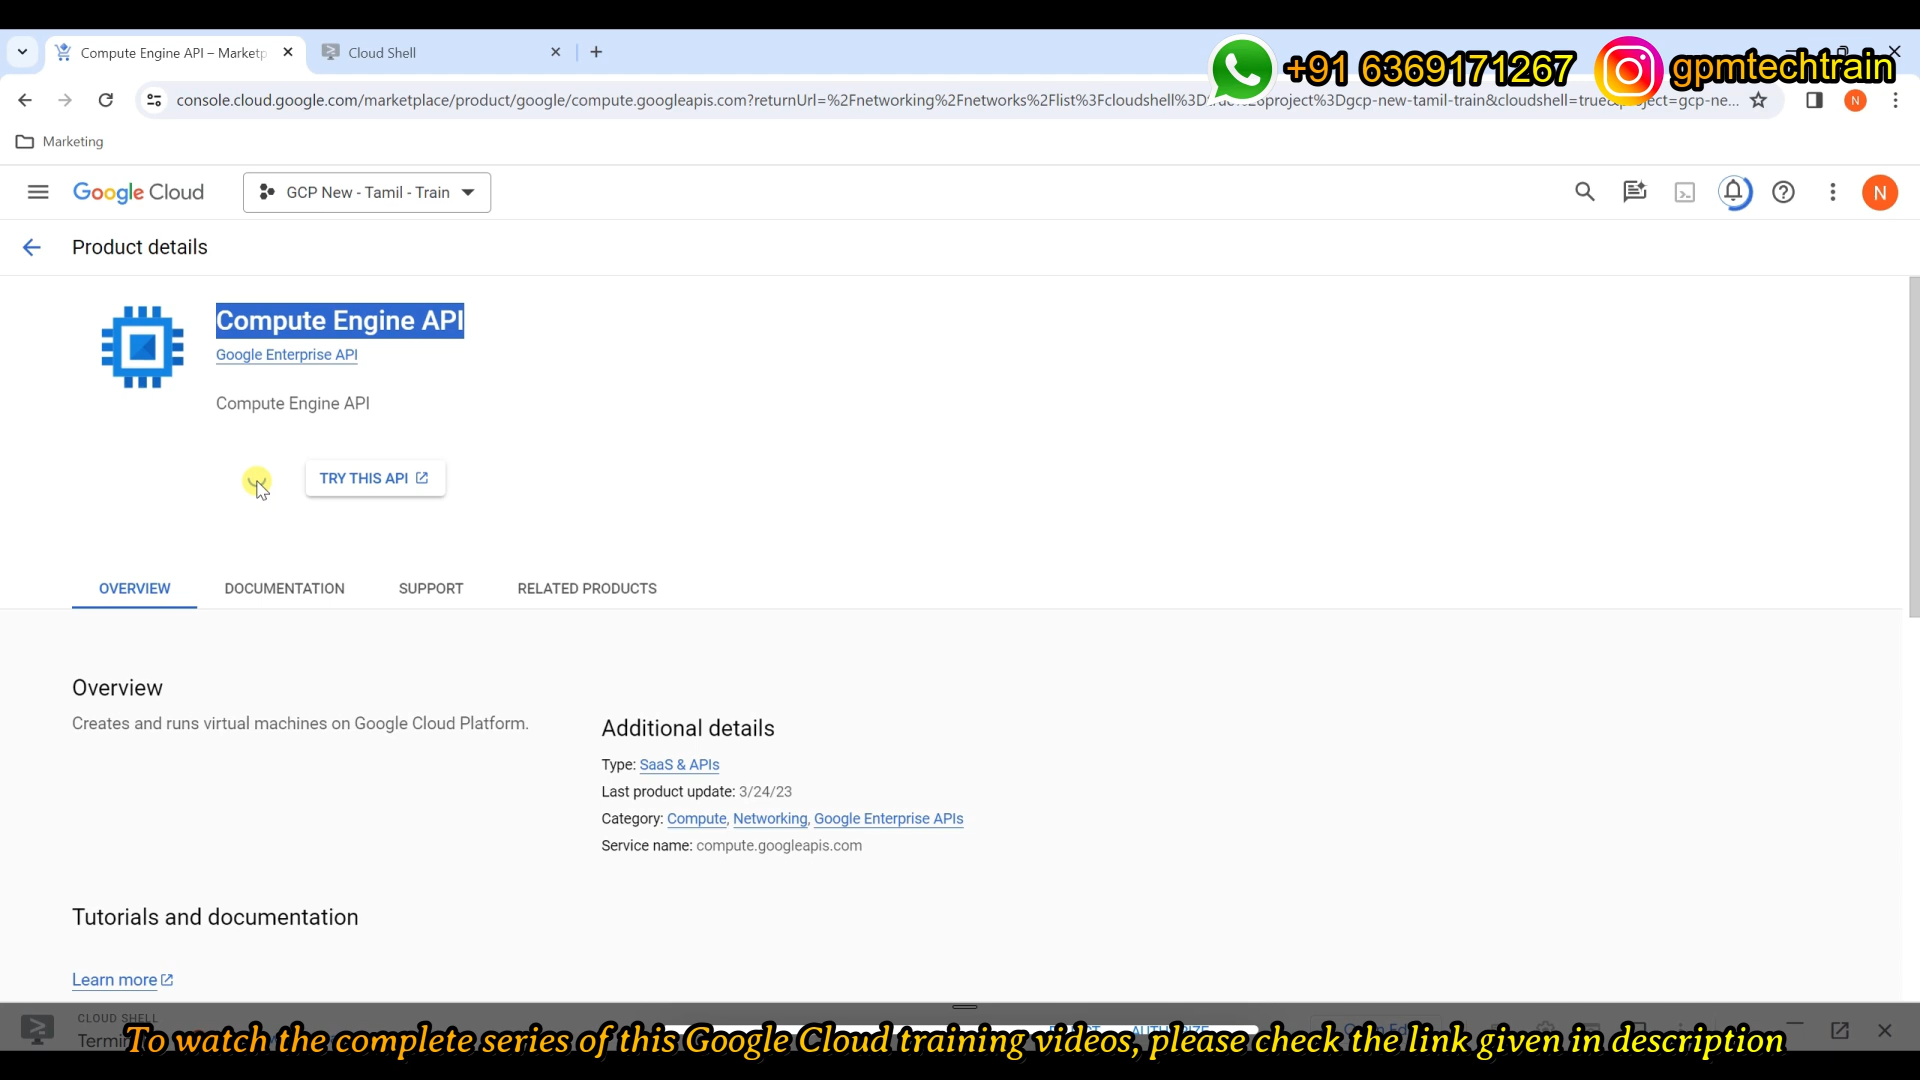 Compute Engine API – Marketp
Cloud Shell
+91 6369171267
gpmtechtrain
console.cloud.google.com/marketplace/product/google/compute.googleapis.com?returnUrl=%2Fnetworking%2Fnetworks%2Flist%3Fcloudshell%3D
project%3Dgcp-new-tamil-train&cloudshell=true
=gcp-ne...
N
Marketing
Google Cloud
GCP New - Tamil - Train
N
Product details
Compute Engine API
Google Enterprise API
Compute Engine API
TRY THIS API
OVERVIEW
DOCUMENTATION
SUPPORT
RELATED PRODUCTS
Overview
Creates and runs virtual machines on Google Cloud Platform.
Additional details
Type: SaaS & APIs
Last product update: 3/24/23
Category: Compute, Networking, Google Enterprise APIs
Service name: compute.googleapis.com
Tutorials and documentation
Learn more
CLOUD SHELL
To watch the complete series of this Google Cloud training videos, please check the link given in description